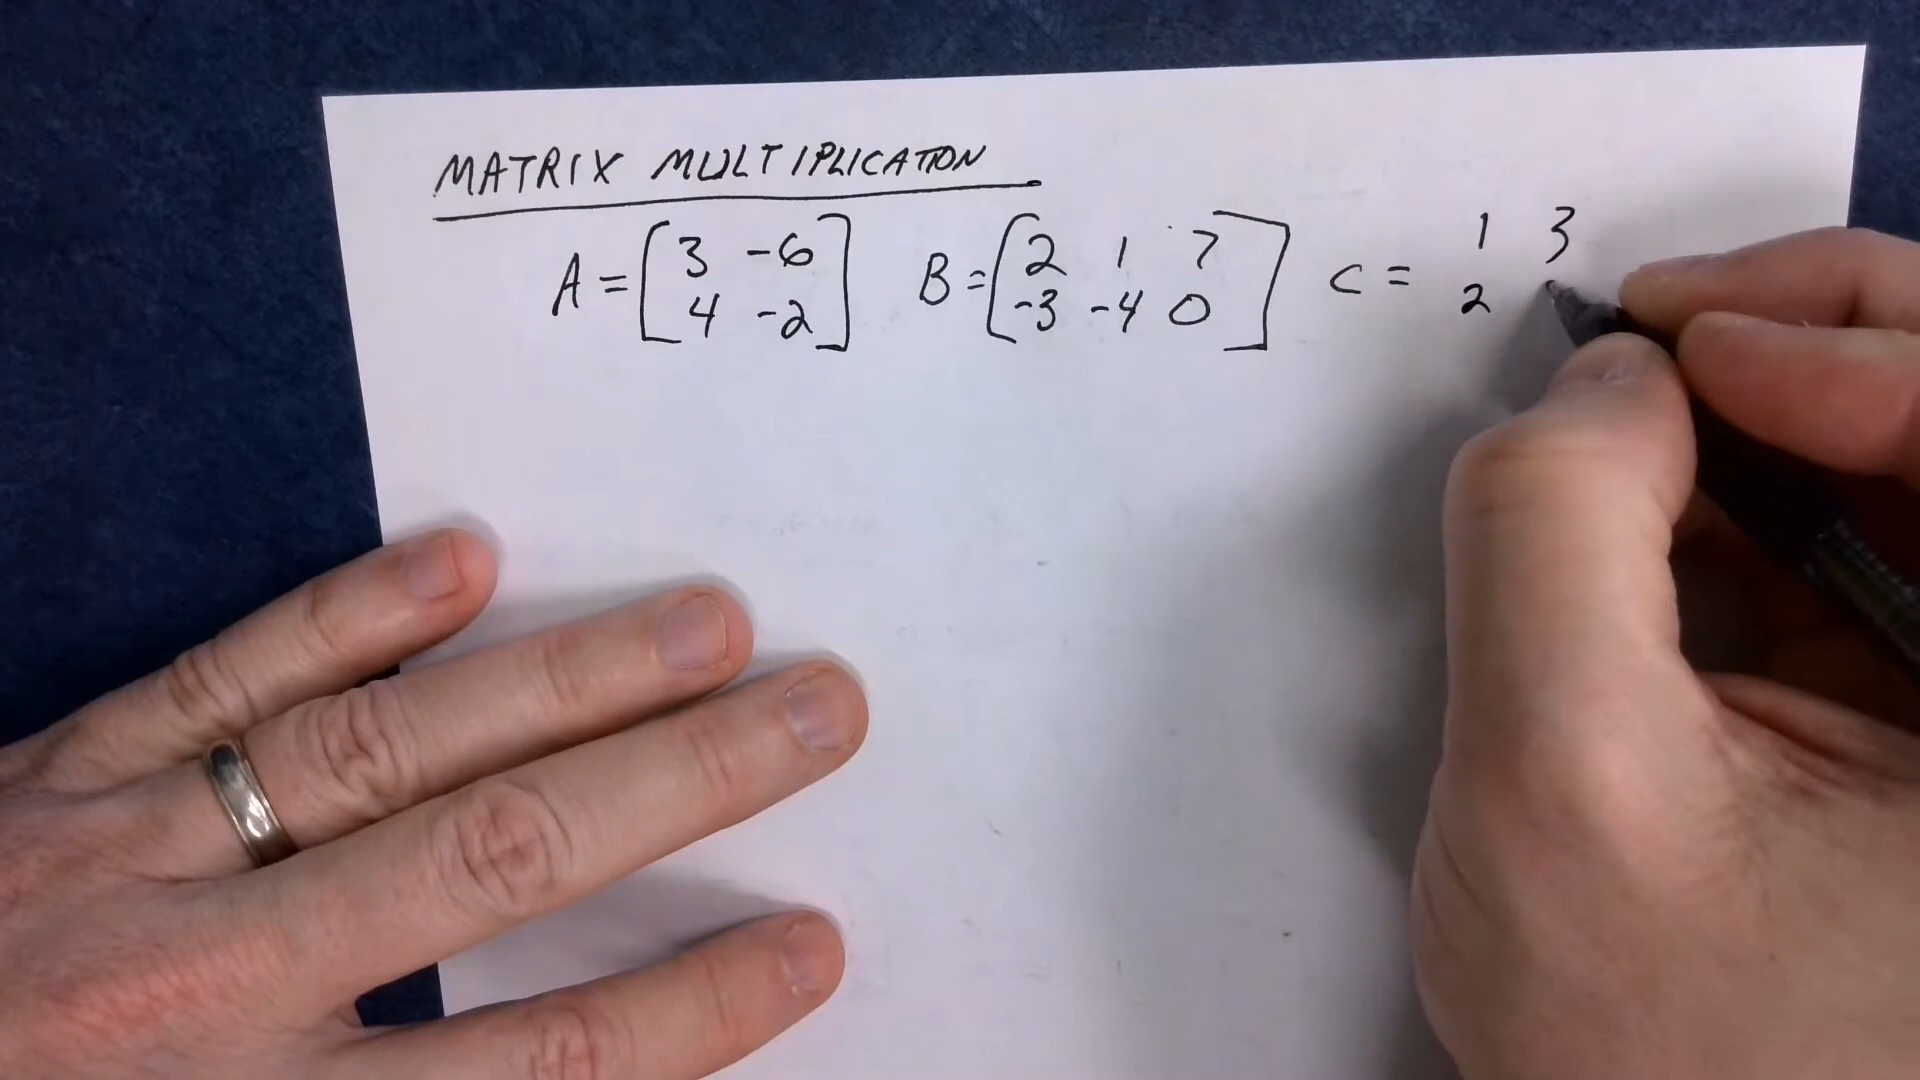 MATRIX MULTIPLICATION
A = [3 -6 B = [2 1 7 C = 1 3
4 -2] -3 -4 0] 2